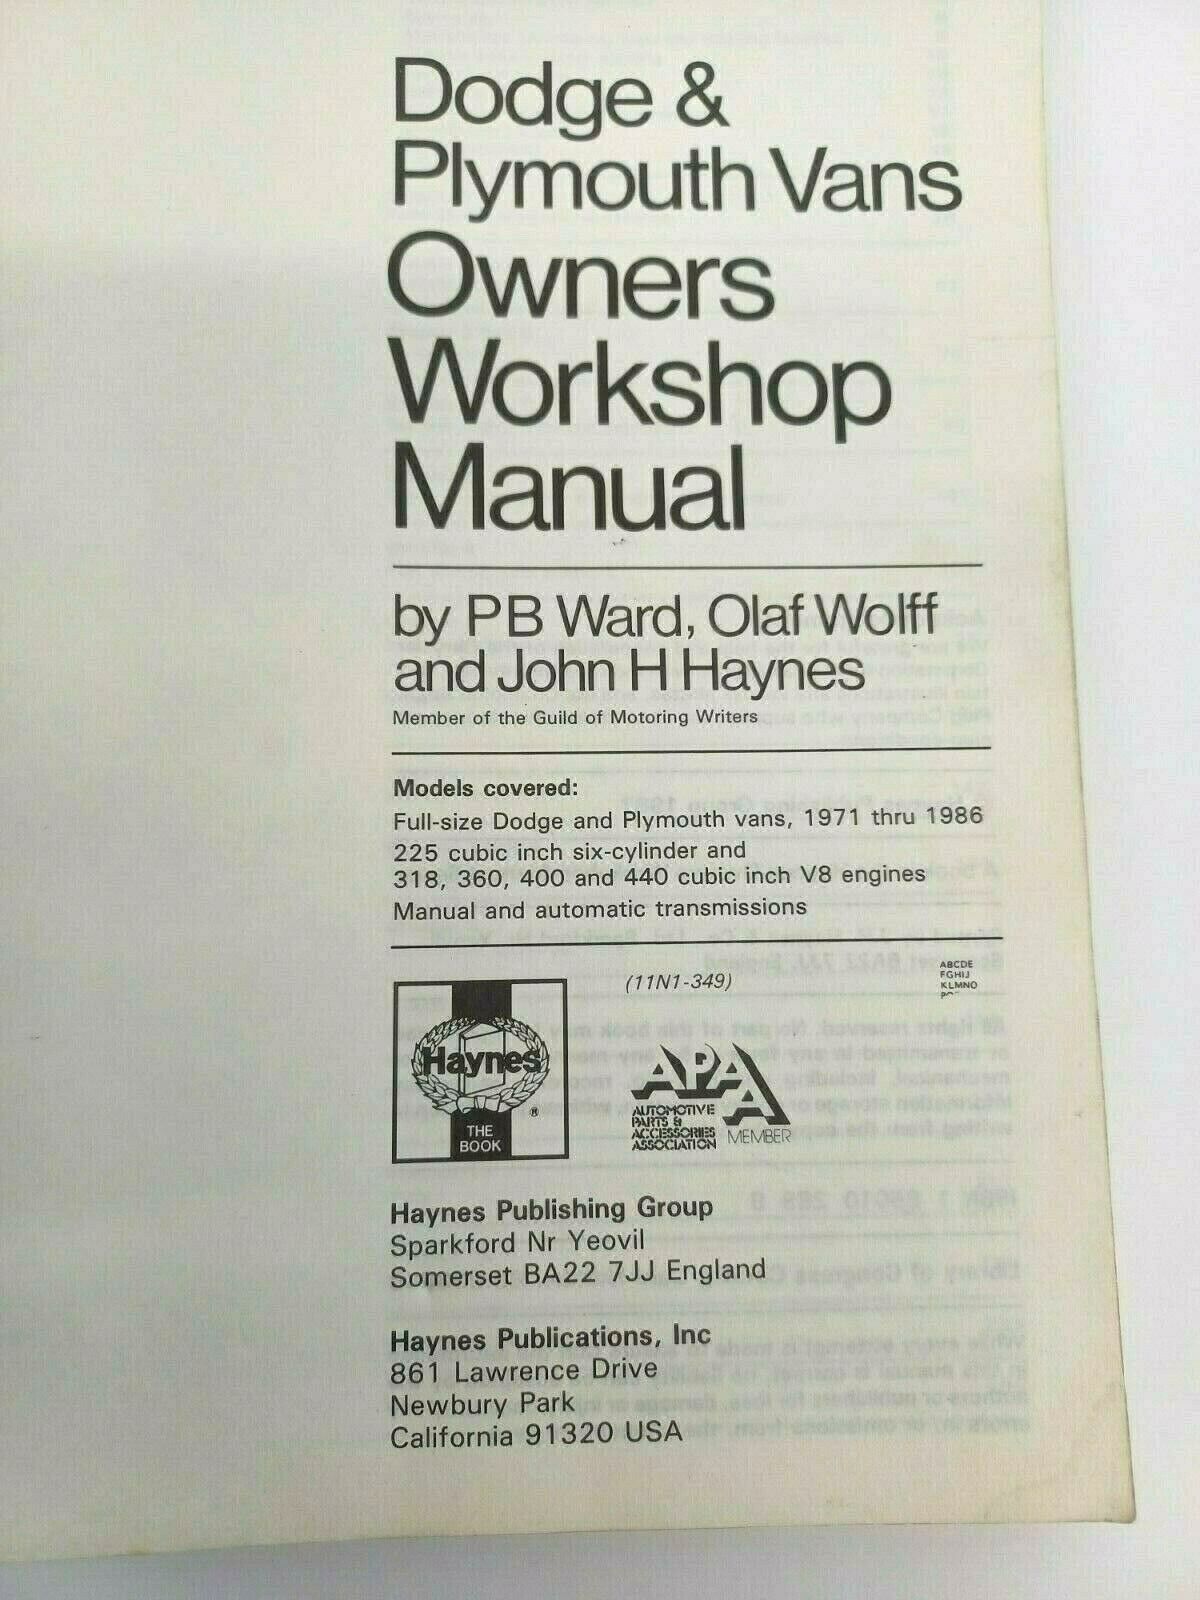 Dodge &
Plymouth Vans
Owners
Workshop
Manual
by PB Ward, Olaf Wolff
and John H Haynes
Member of the Guild of Motoring Writers
Models covered:
Full-size Dodge and Plymouth vans, 1971 thru 1986
225 cubic inch six-cylinder and
318, 360, 400 and 440 cubic inch V8 engines
Manual and automatic transmissions
(11N1-349)
ABCDE
FGHIJ
KLMNO
Haynes
®
THE
BOOK
APAA
AUTOMOTIVE
PARTS &
ACCESSORIES
ASSOCIATION
MEMBER
Haynes Publishing Group
Sparkford Nr Yeovil
Somerset BA22 7JJ England
Haynes Publications, Inc
861 Lawrence Drive
Newbury Park
California 91320 USA